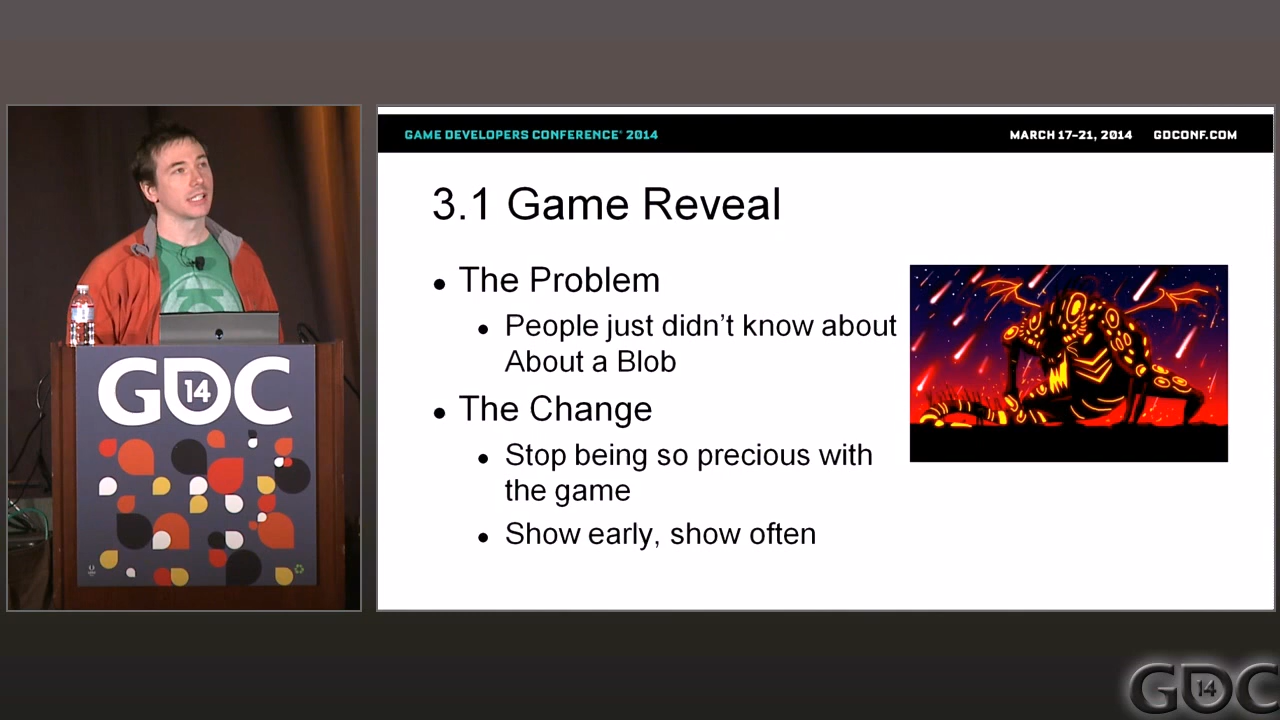 GAME DEVELOPERS CONFERENCE® 2014
MARCH 17-21, 2014 GDCONF.COM
3.1 Game Reveal
• The Problem
• People just didn't know about
About a Blob
• The Change
• Stop being so precious with
the game
• Show early, show often
GDC
14
GDC
14